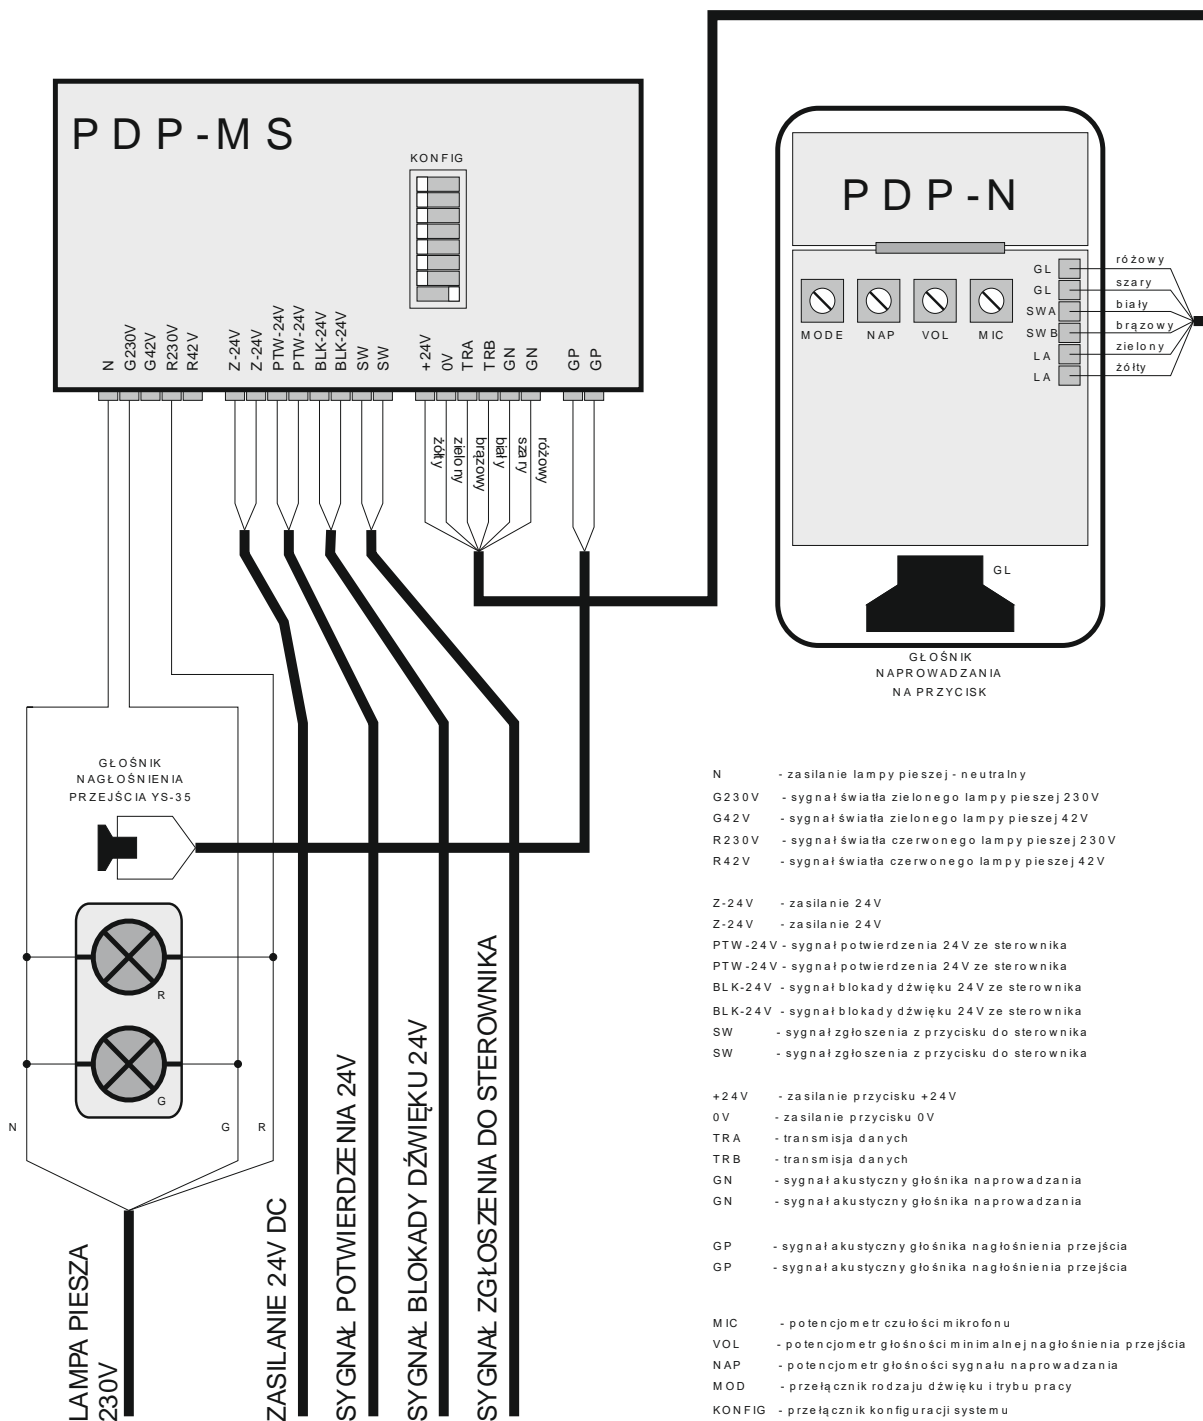 PDP-MS
KONFIG
N
G230V
G42V
R230V
R42V
Z-24V
Z-24V
PTW-24V
PTW-24V
BLK-24V
BLK-24V
SW
SW
+24V
0V
TRA
TRB
GN
GN
GP
GP
żółty
zielony
brązowy
biały
szary
różowy
PDP-N
MODE
NAP
VOL
MIC
GL
GL
SWA
SWB
LA
LA
różowy
szary
biały
brązowy
zielony
żółty
GL
GŁOŚNIK
NAPROWADZANIA
NA PRZYCISK
GŁOŚNIK
NAGŁOŚNIENIA
PRZEJŚCIA YS-35
R
G
N
G
R
LAMPA PIESZA
230V
ZASILANIE 24V DC
SYGNAŁ POTWIERDZENIA 24V
SYGNAŁ BLOKADY DŹWIĘKU 24V
SYGNAŁ ZGŁOSZENIA DO STEROWNIKA
N - zasilanie lampy pieszej - neutralny
G230V - sygnał światła zielonego lampy pieszej 230V
G42V - sygnał światła zielonego lampy pieszej 42V
R230V - sygnał światła czerwonego lampy pieszej 230V
R42V - sygnał światła czerwonego lampy pieszej 42V
Z-24V - zasilanie 24V
Z-24V - zasilanie 24V
PTW-24V - sygnał potwierdzenia 24V ze sterownika
PTW-24V - sygnał potwierdzenia 24V ze sterownika
BLK-24V - sygnał blokady dźwięku 24V ze sterownika
BLK-24V - sygnał blokady dźwięku 24V ze sterownika
SW - sygnał zgłoszenia z przycisku do sterownika
SW - sygnał zgłoszenia z przycisku do sterownika
+24V - zasilanie przycisku +24V
0V - zasilanie przycisku 0V
TRA - transmisja danych
TRB - transmisja danych
GN - sygnał akustyczny głośnika naprowadzania
GN - sygnał akustyczny głośnika naprowadzania
GP - sygnał akustyczny głośnika nagłośnienia przejścia
GP - sygnał akustyczny głośnika nagłośnienia przejścia
MIC - potencjometr czułości mikrofonu
VOL - potencjometr głośności minimalnej nagłośnienia przejścia
NAP - potencjometr głośności sygnału naprowadzania
MOD - przełącznik rodzaju dźwięku i trybu pracy
KONFIG - przełącznik konfiguracji systemu